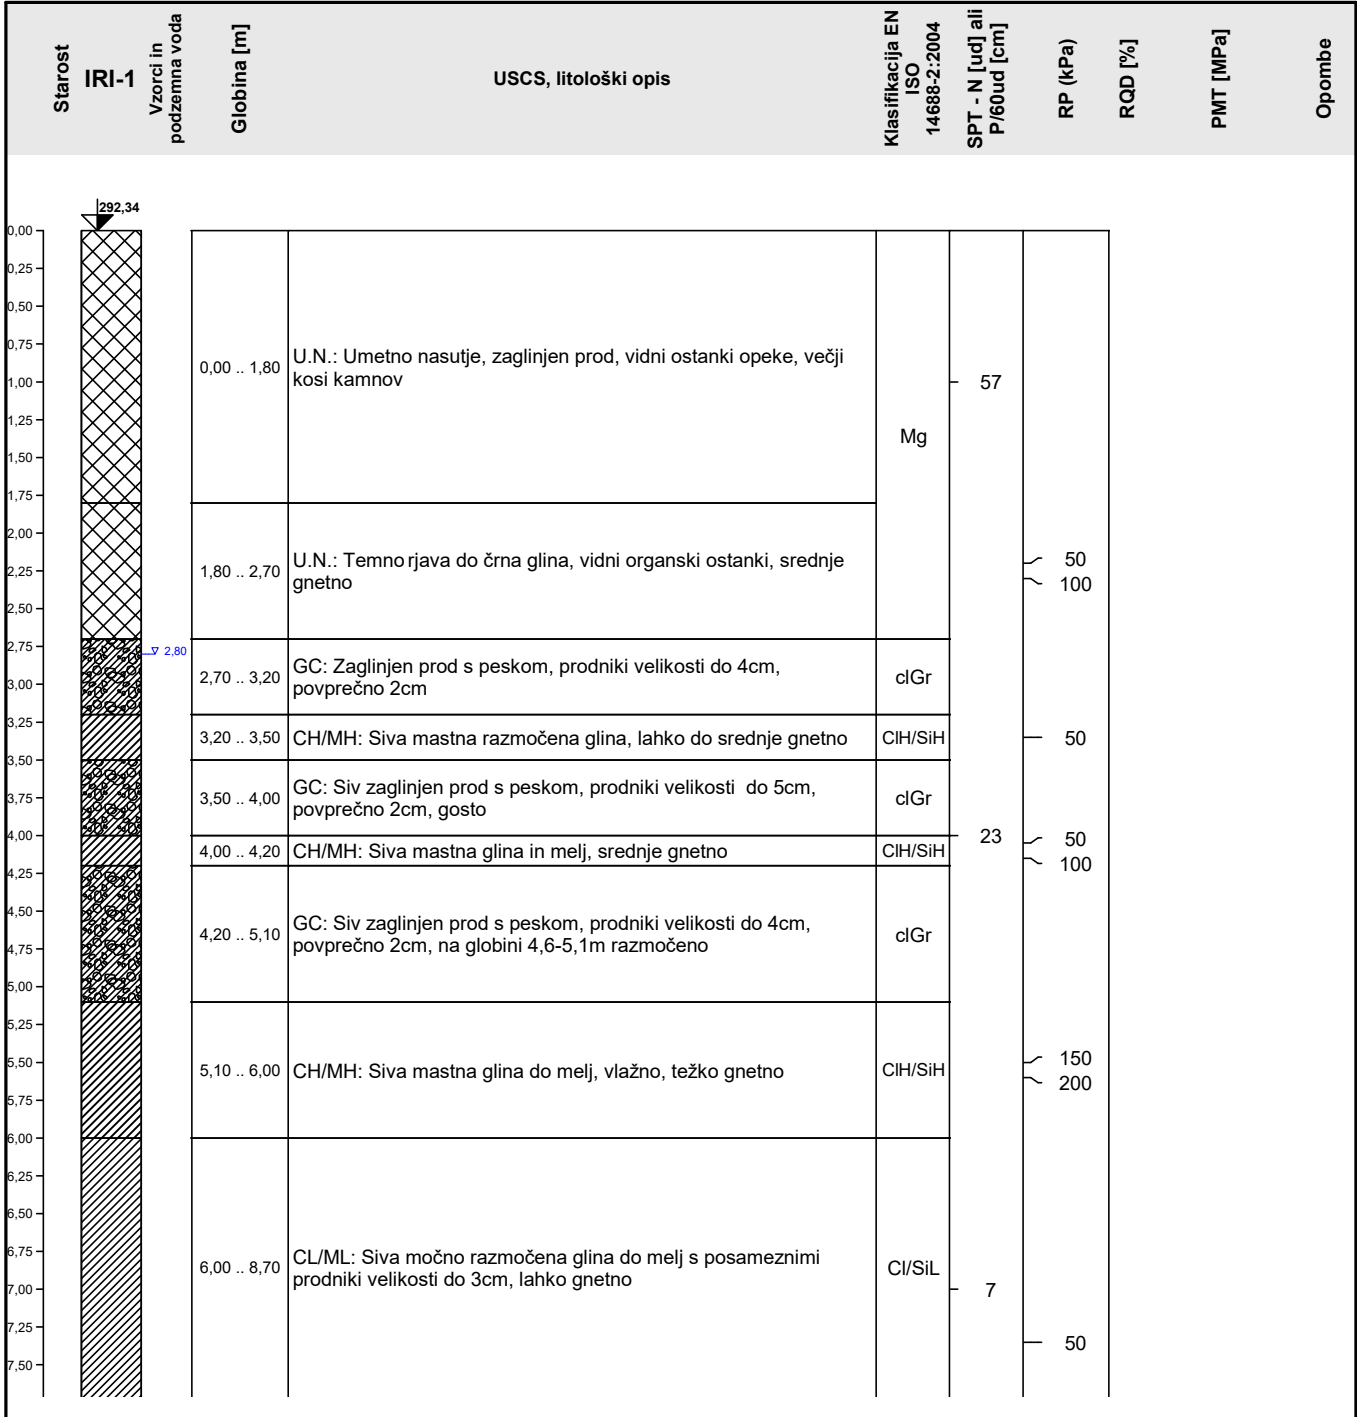 Starost
IRI-1
Vzorci in
podzemna voda
Globina [m]
USCS, litološki opis
Klasifikacija EN
ISO
14688-2:2004
SPT - N [ud] ali
P/60ud [cm]
RP (kPa)
RQD [%]
PMT [MPa]
Opombe
292,34
0,00
0,25
0,50
0,75
1,00
1,25
1,50
1,75
2,00
2,25
2,50
2,75
3,00
3,25
3,50
3,75
4,00
4,25
4,50
4,75
5,00
5,25
5,50
5,75
6,00
6,25
6,50
6,75
7,00
7,25
7,50
2,80
0,00 .. 1,80
U.N.: Umetno nasutje, zaglinjen prod, vidni ostanki opeke, večji
kosi kamnov
Mg
57
1,80 .. 2,70
U.N.: Temno rjava do črna glina, vidni organski ostanki, srednje
gnetno
50
100
2,70 .. 3,20
GC: Zaglinjen prod s peskom, prodniki velikosti do 4cm,
povprečno 2cm
clGr
3,20 .. 3,50
CH/MH: Siva mastna razmočena glina, lahko do srednje gnetno
ClH/SiH
50
3,50 .. 4,00
GC: Siv zaglinjen prod s peskom, prodniki velikosti do 5cm,
povprečno 2cm, gosto
clGr
23
4,00 .. 4,20
CH/MH: Siva mastna glina in melj, srednje gnetno
ClH/SiH
50
100
4,20 .. 5,10
GC: Siv zaglinjen prod s peskom, prodniki velikosti do 4cm,
povprečno 2cm, na globini 4,6-5,1m razmočeno
clGr
5,10 .. 6,00
CH/MH: Siva mastna glina do melj, vlažno, težko gnetno
ClH/SiH
150
200
6,00 .. 8,70
CL/ML: Siva močno razmočena glina do melj s posameznimi
prodniki velikosti do 3cm, lahko gnetno
Cl/SiL
7
50